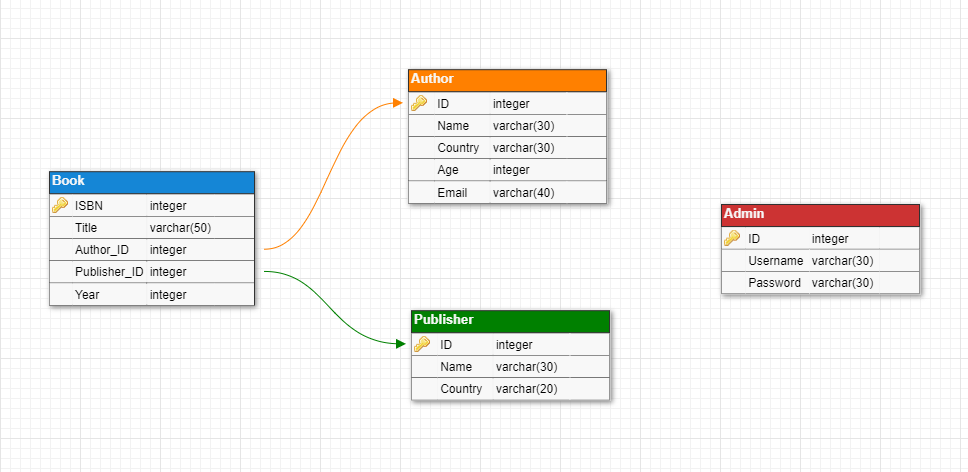 Book
ISBN integer
Title varchar(50)
Author_ID integer
Publisher_ID integer
Year integer
Author
ID integer
Name varchar(30)
Country varchar(30)
Age integer
Email varchar(40)
Publisher
ID integer
Name varchar(30)
Country varchar(20)
Admin
ID integer
Username varchar(30)
Password varchar(30)